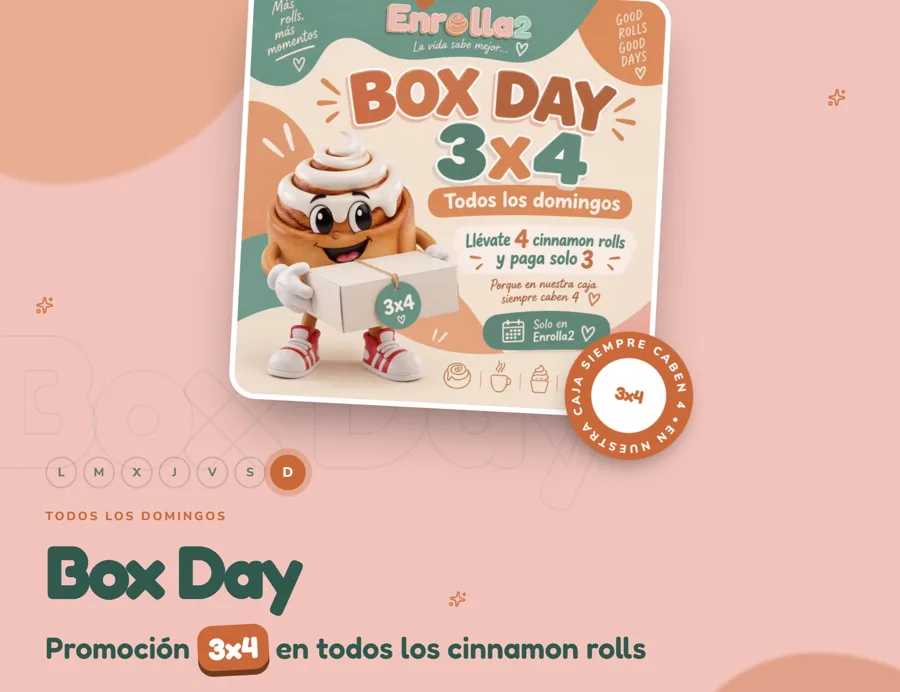 Más
rolls,
más
momentos
Enrolla2
La vida sabe mejor...
GOOD
ROLLS
GOOD
DAYS
BOX DAY
3x4
Todos los domingos
Llévate 4 cinnamon rolls
y paga solo 3
Porque en nuestra caja
siempre caben 4
3x4
Solo en
Enrolla2
EN NUESTRA CAJA SIEMPRE CABEN 4 •
3x4
Box Day
L M X J V S D
TODOS LOS DOMINGOS
Box Day
Promoción 3x4 en todos los cinnamon rolls